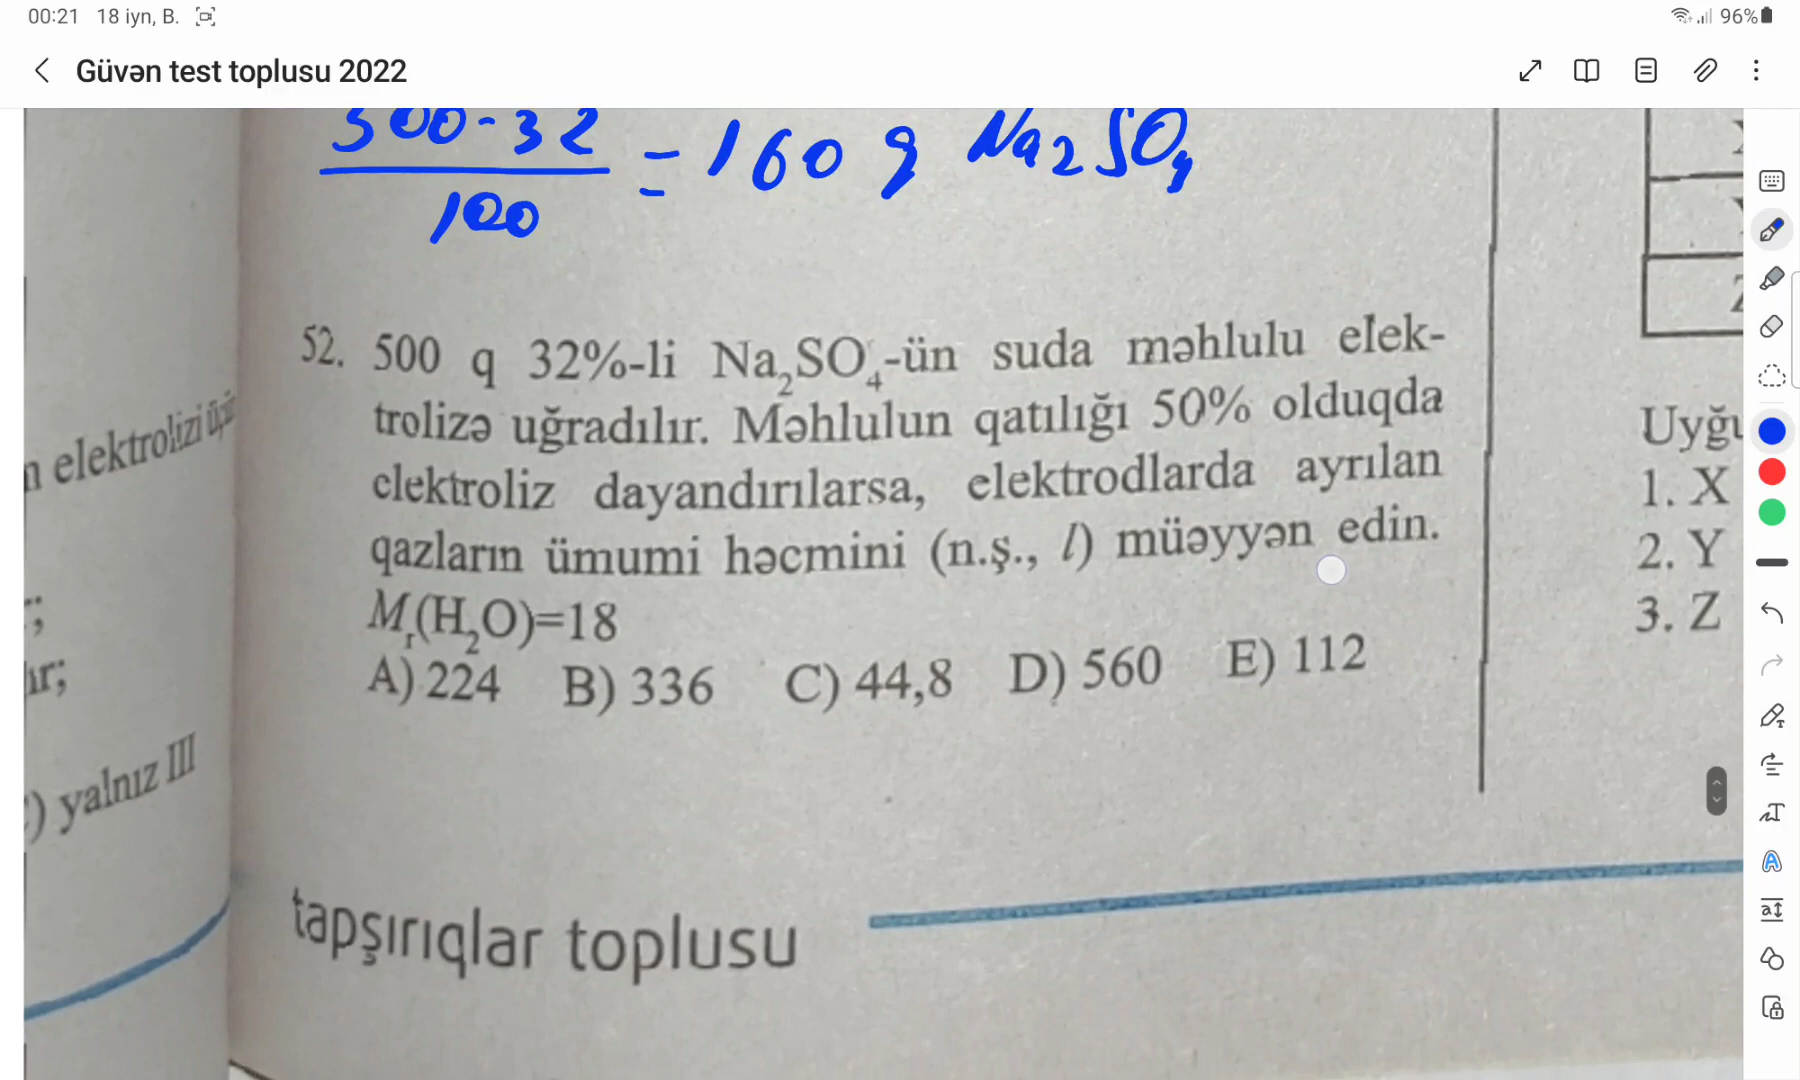 00:21 18 iyn, B.
96%
Güvən test toplusu 2022
500-32
100
= 160 q Na2SO4
52. 500 q 32%-li Na2SO4-ün suda məhlulu elek-
trolizə uğradılır. Məhlulun qatılığı 50% olduqda
elektroliz dayandırılarsa, elektrodlarda ayrılan
qazların ümumi həcmini (n.ş., l) müəyyən edin.
Mr(H2O)=18
A) 224 B) 336 C) 44,8 D) 560 E) 112
tapşırıqlar toplusu
elektrolizi
ır;
) yalnız III
Uyğu
1. X
2. Y
3. Z